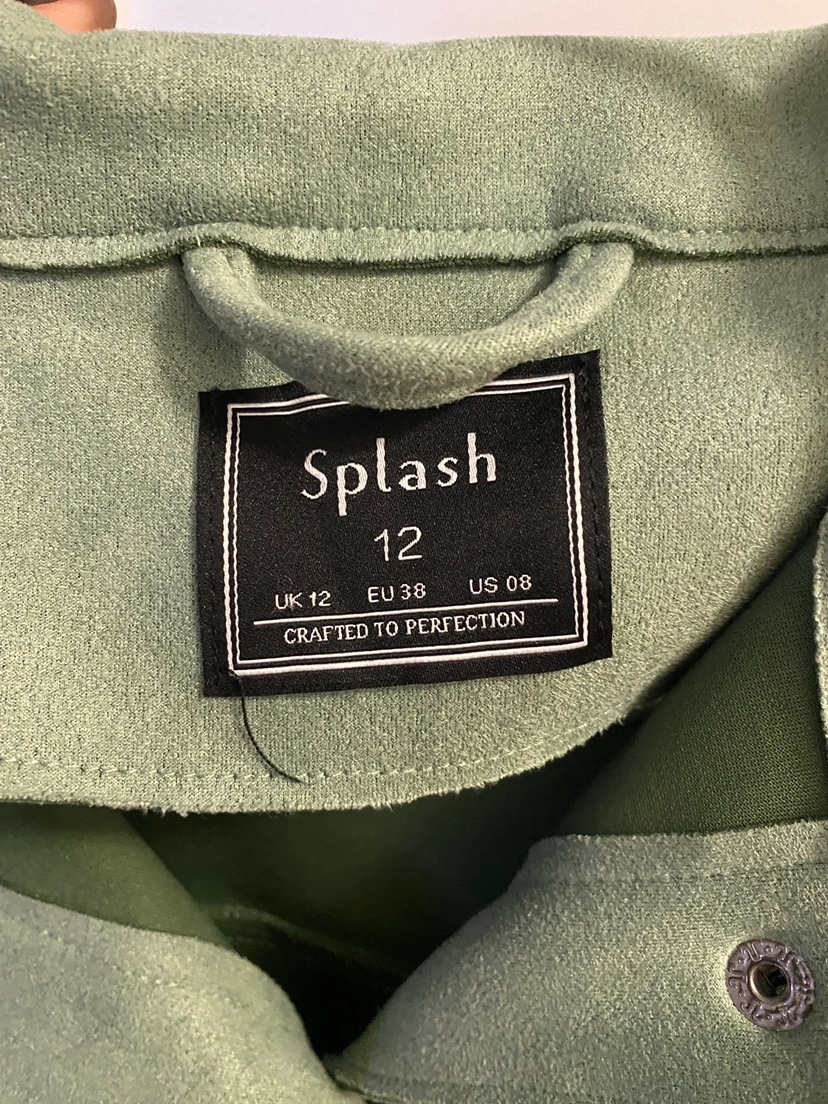 Splash
12
UK 12 EU 38 US 08
CRAFTED TO PERFECTION